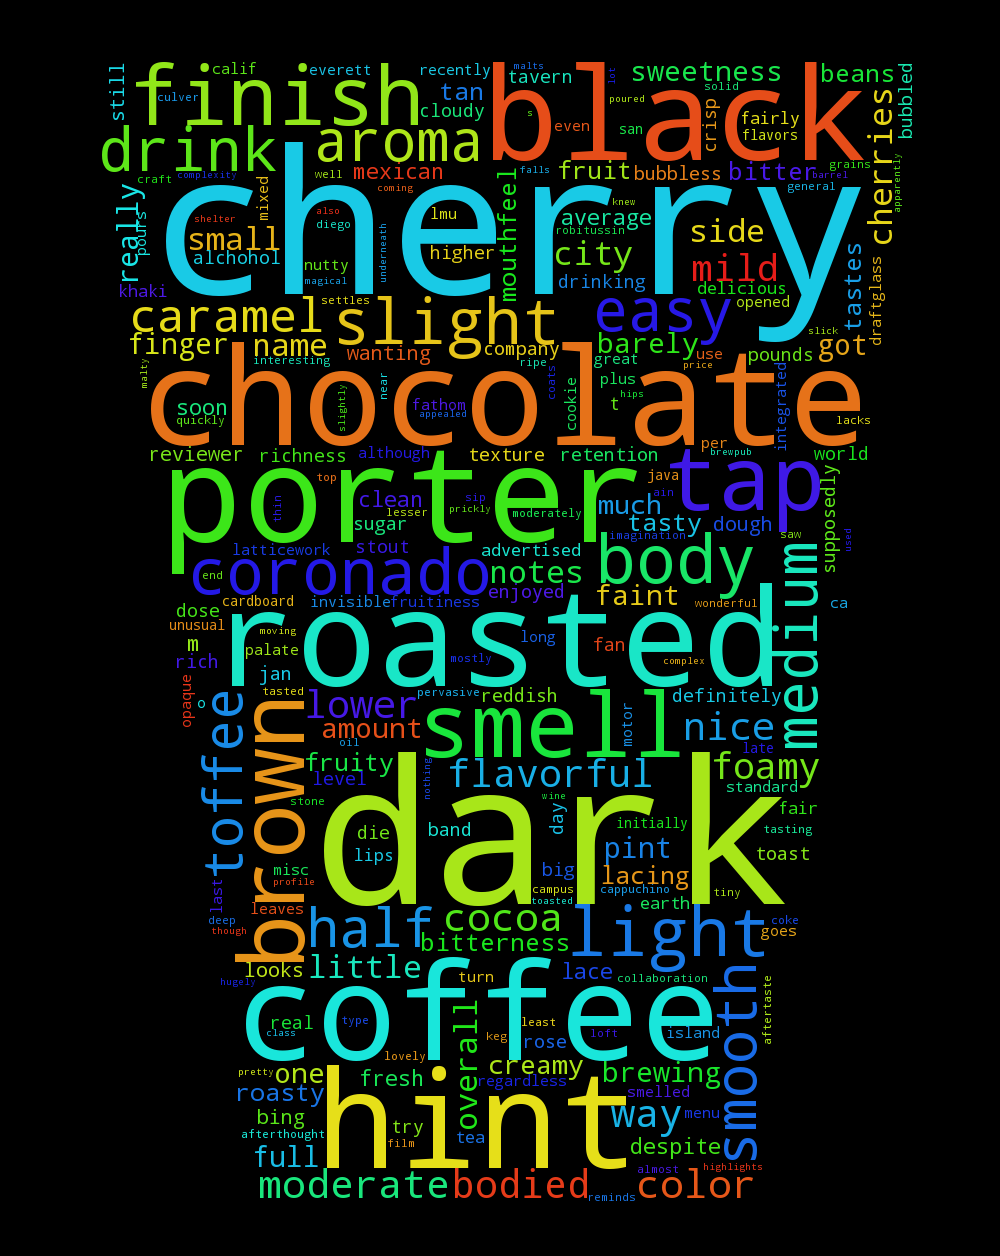 malts
calif
everett
recently
sweetness
beans
still
finish
culver
tan
tavern
lot
solid
bubbled
black
poured
cloudy
s
drink
aroma
even
san
crisp
fairly
flavors
cherries
mexican
well
falls
fruit
bubbless
bitter
grains
barrel
apparently
craft
complexity
coming
general
really
pours
mixed
cherry
mouthfeel
knew
shelter
also
lmu
average
side
small
diego
robitussin
underneath
alchohol
higher
city
tastes
nutty
mild
khaki
magical
drinking
delicious
draftglass
caramel
settles
slight
easy
opened
finger
name
wanting
company
barely
slick
got
malty
interesting
near
ripe
great
use
price
pounds
chocolate
coats
cookie
plus
hips
integrated
soon
quickly
slightly
fathom
appealed
t
lacks
reviewer
richness
although
texture
retention
per
brewpub
world
porter
top
java
tap
supposedly
thin
clean
sip
prickly
ain
lesser
moderately
much
sugar
tasty
dough
imagination
saw
used
latticework
stout
advertised
coronado
notes
body
medium
end
enjoyed
faint
cardboard
invisible
fruitiness
wonderful
ca
dose
unusual
roasted
moving
long
fan
m
palate
mostly
complex
rich
jan
opaque
o
tasted
lower
pervasive
reddish
definitely
toffee
brown
amount
smell
motor
nice
oil
late
fruity
level
flavorful
foamy
nothing
standard
stone
dark
wine
fair
die
band
day
initially
tasting
lips
pint
toast
misc
profile
big
lacing
last
campus
toasted
cappuchino
tiny
leaves
earth
deep
though
half
cocoa
light
coke
goes
bitterness
looks
little
turn
lace
collaboration
hugely
coffee
smooth
aftertaste
real
class
type
overall
least
keg
rose
loft
island
lovely
pretty
one
fresh
creamy
regardless
brewing
roasty
hint
smelled
bing
try
way
menu
afterthought
film
tea
despite
full
almost
highlights
moderate
bodied
reminds
color